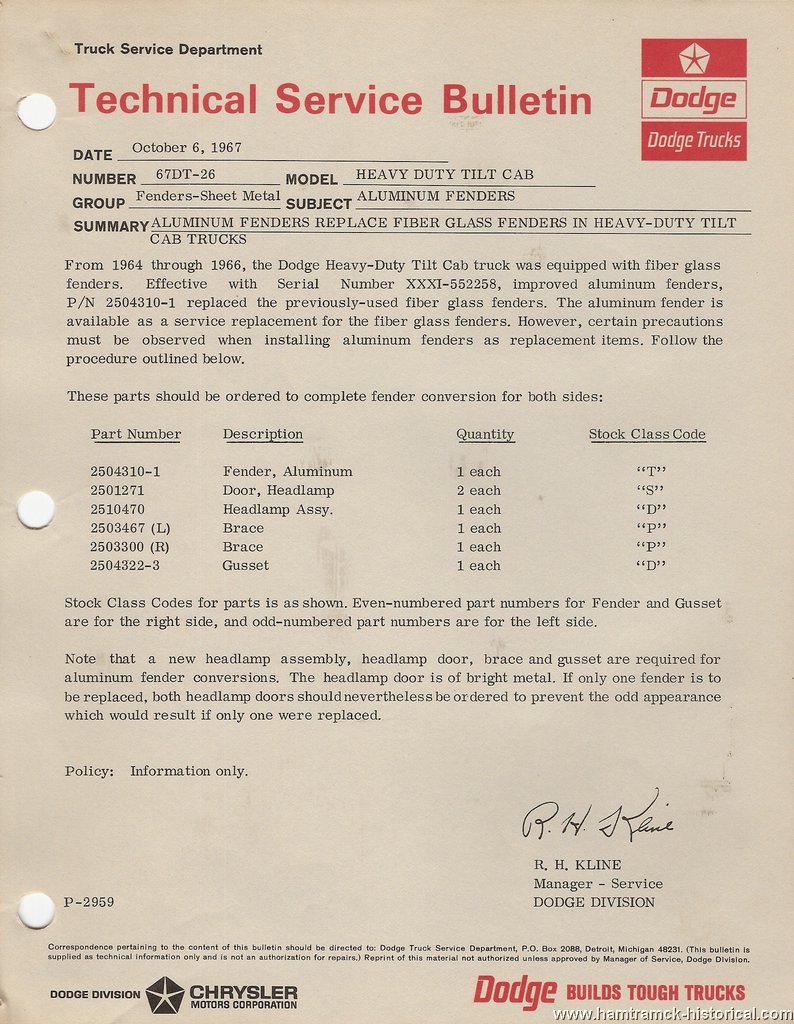 Truck Service Department
Technical Service Bulletin
Dodge
Dodge Trucks
DATE October 6, 1967
NUMBER 67DT-26 MODEL HEAVY DUTY TILT CAB
GROUP Fenders-Sheet Metal SUBJECT ALUMINUM FENDERS
SUMMARY ALUMINUM FENDERS REPLACE FIBER GLASS FENDERS IN HEAVY-DUTY TILT
CAB TRUCKS
From 1964 through 1966, the Dodge Heavy-Duty Tilt Cab truck was equipped with fiber glass
fenders. Effective with Serial Number XXXI-552258, improved aluminum fenders,
P/N 2504310-1 replaced the previously-used fiber glass fenders. The aluminum fender is
available as a service replacement for the fiber glass fenders. However, certain precautions
must be observed when installing aluminum fenders as replacement items. Follow the
procedure outlined below.
These parts should be ordered to complete fender conversion for both sides:
Part Number Description Quantity Stock Class Code
2504310-1 Fender, Aluminum 1 each “T”
2501271 Door, Headlamp 2 each “S”
2510470 Headlamp Assy. 1 each “D”
2503467 (L) Brace 1 each “P”
2503300 (R) Brace 1 each “P”
2504322-3 Gusset 1 each “D”
Stock Class Codes for parts is as shown. Even-numbered part numbers for Fender and Gusset
are for the right side, and odd-numbered part numbers are for the left side.
Note that a new headlamp assembly, headlamp door, brace and gusset are required for
aluminum fender conversions. The headlamp door is of bright metal. If only one fender is to
be replaced, both headlamp doors should nevertheless be ordered to prevent the odd appearance
which would result if only one were replaced.
Policy: Information only.
R. H. Kline
R. H. KLINE
Manager - Service
DODGE DIVISION
P-2959
Correspondence pertaining to the content of this bulletin should be directed to: Dodge Truck Service Department, P.O. Box 2088, Detroit, Michigan 48231. (This bulletin is
supplied as technical information only and is not an authorization for repairs.) Reprint of this material not authorized unless approved by Manager of Service, Dodge Division.
DODGE DIVISION CHRYSLER
MOTORS CORPORATION
Dodge BUILDS TOUGH TRUCKS
www.hamtramck-historical.com